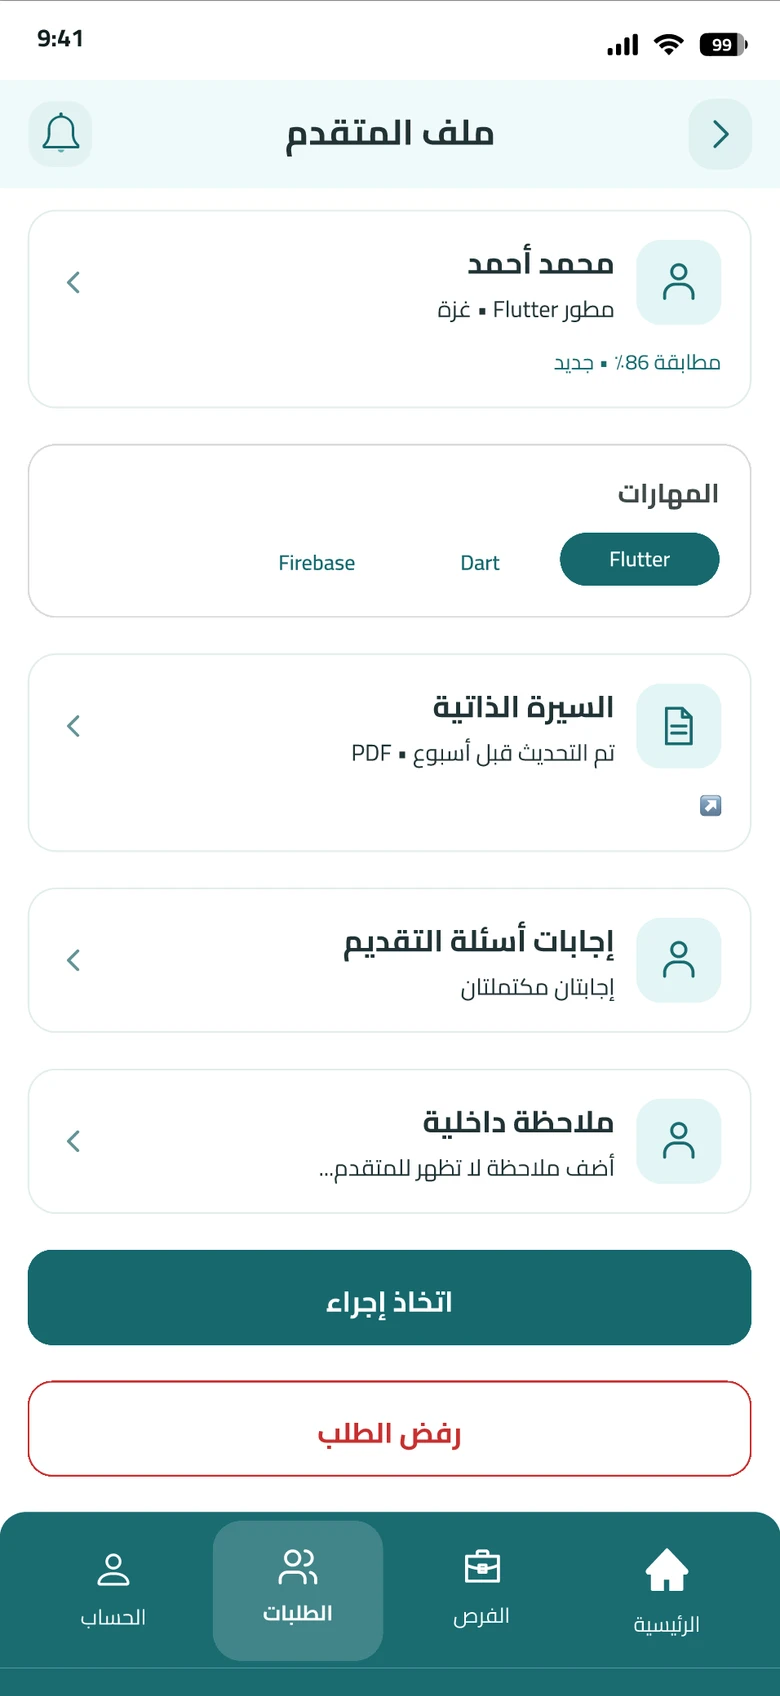 9:41
99
ملف المتقدم
محمد أحمد
مطور Flutter ▪ غزة
مطابقة 86٪ ▪ جديد
المهارات
Flutter
Dart
Firebase
السيرة الذاتية
تم التحديث قبل أسبوع ▪ PDF
إجابات أسئلة التقديم
إجابتان مكتملتان
ملاحظة داخلية
أضف ملاحظة لا تظهر للمتقدم...
اتخاذ إجراء
رفض الطلب
الرئيسية
الفرص
الطلبات
الحساب